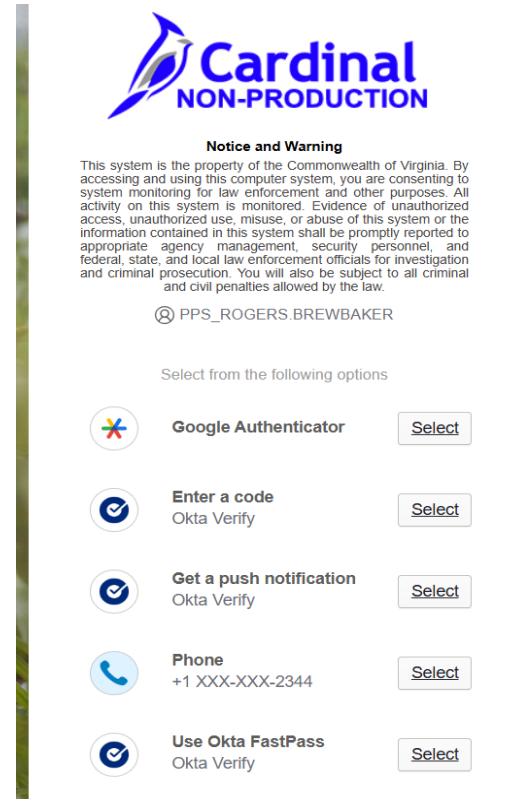 Cardinal
NON-PRODUCTION
Notice and Warning
This system is the property of the Commonwealth of Virginia. By
accessing and using this computer system, you are consenting to
system monitoring for law enforcement and other purposes. All
activity on this system is monitored. Evidence of unauthorized
access, unauthorized use, misuse, or abuse of this system or the
information contained in this system shall be promptly reported to
appropriate agency management, security personnel, and
federal, state, and local law enforcement officials for investigation
and criminal prosecution. You will also be subject to all criminal
and civil penalties allowed by the law.
PPS_ROGERS.BREWBAKER
Select from the following options
Google Authenticator Select
Enter a code
Okta Verify
Select
Get a push notification
Okta Verify
Select
Phone
+1 XXX-XXX-2344
Select
Use Okta FastPass
Okta Verify
Select